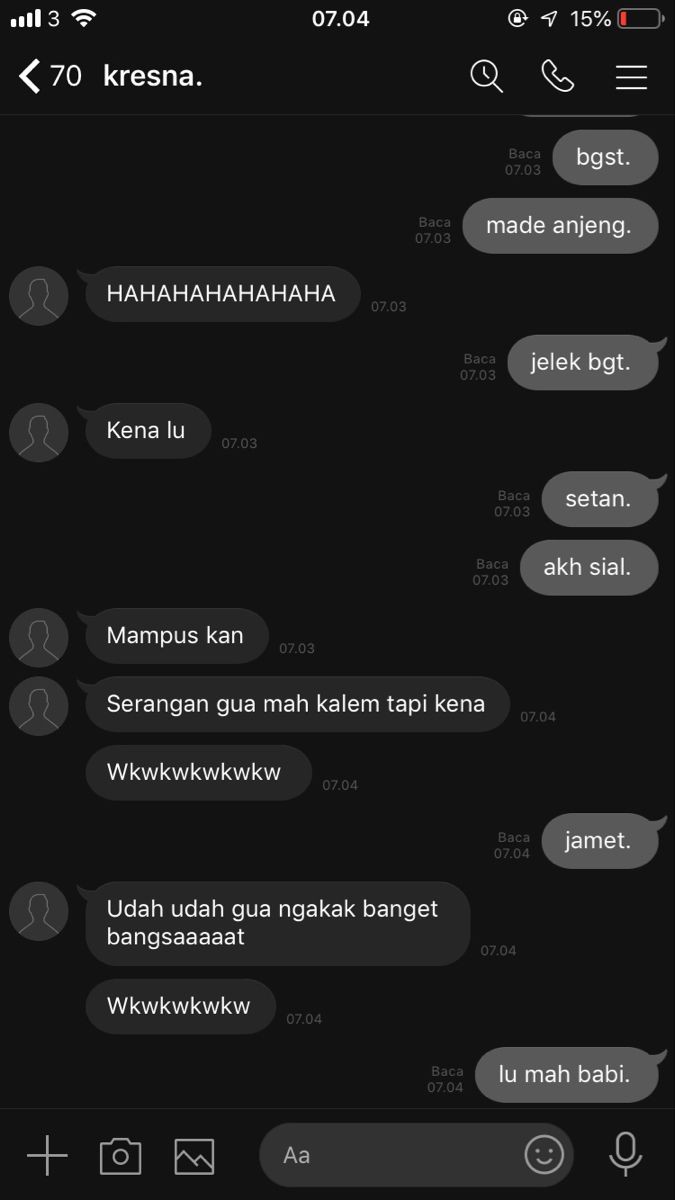 3 07.04 15%
70 kresna.
Baca
07.03
bgst.
Baca
07.03
made anjeng.
HAHAHAHAHAHAHA
07.03
Baca
07.03
jelek bgt.
Kena lu
07.03
Baca
07.03
setan.
Baca
07.03
akh sial.
Mampus kan
07.03
Serangan gua mah kalem tapi kena
07.04
Wkwkwkwkwkw
07.04
Baca
07.04
jamet.
Udah udah gua ngakak banget
bangsaaaaat
07.04
Wkwkwkwkw
07.04
Baca
07.04
lu mah babi.
Aa